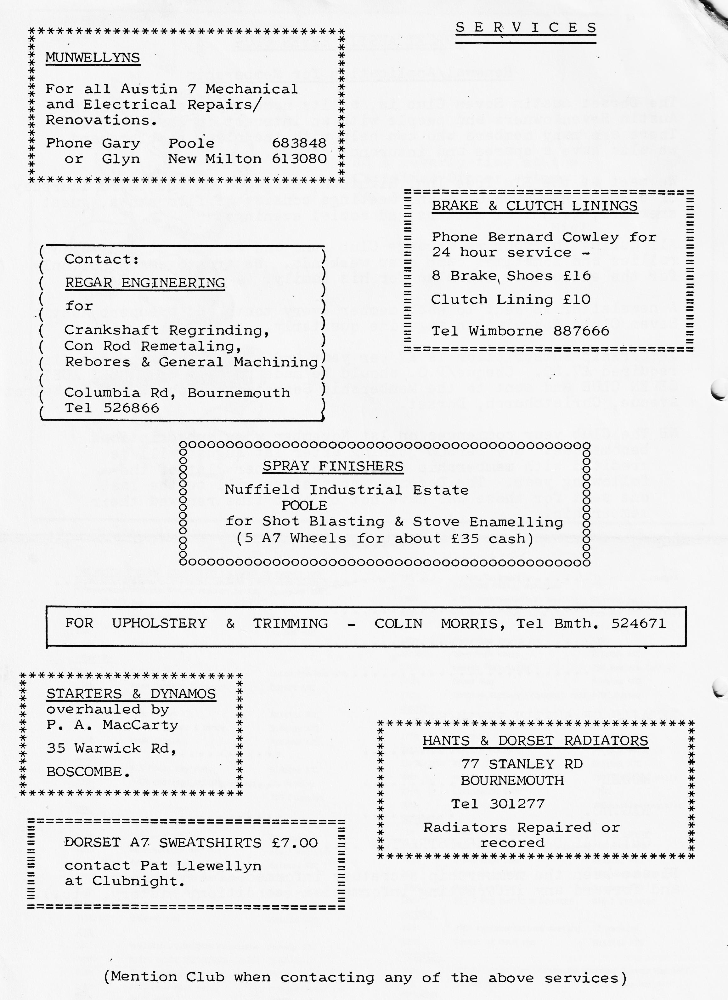 S E R V I C E S
MUNWELLYNS
For all Austin 7 Mechanical
and Electrical Repairs/
Renovations.
Phone Gary Poole 683848
or Glyn New Milton 613080
BRAKE & CLUTCH LININGS
Phone Bernard Cowley for
24 hour service -
8 Brake Shoes £16
Clutch Lining £10
Tel Wimborne 887666
Contact:
REGAR ENGINEERING
for
Crankshaft Regrinding,
Con Rod Remetaling,
Rebores & General Machining
Columbia Rd, Bournemouth
Tel 526866
SPRAY FINISHERS
Nuffield Industrial Estate
POOLE
for Shot Blasting & Stove Enamelling
(5 A7 Wheels for about £35 cash)
FOR UPHOLSTERY & TRIMMING - COLIN MORRIS, Tel Bmth. 524671
STARTERS & DYNAMOS
overhauled by
P. A. MacCarty
35 Warwick Rd,
BOSCOMBE.
HANTS & DORSET RADIATORS
77 STANLEY RD
BOURNEMOUTH
Tel 301277
Radiators Repaired or
recored
DORSET A7 SWEATSHIRTS £7.00
contact Pat Llewellyn
at Clubnight.
(Mention Club when contacting any of the above services)